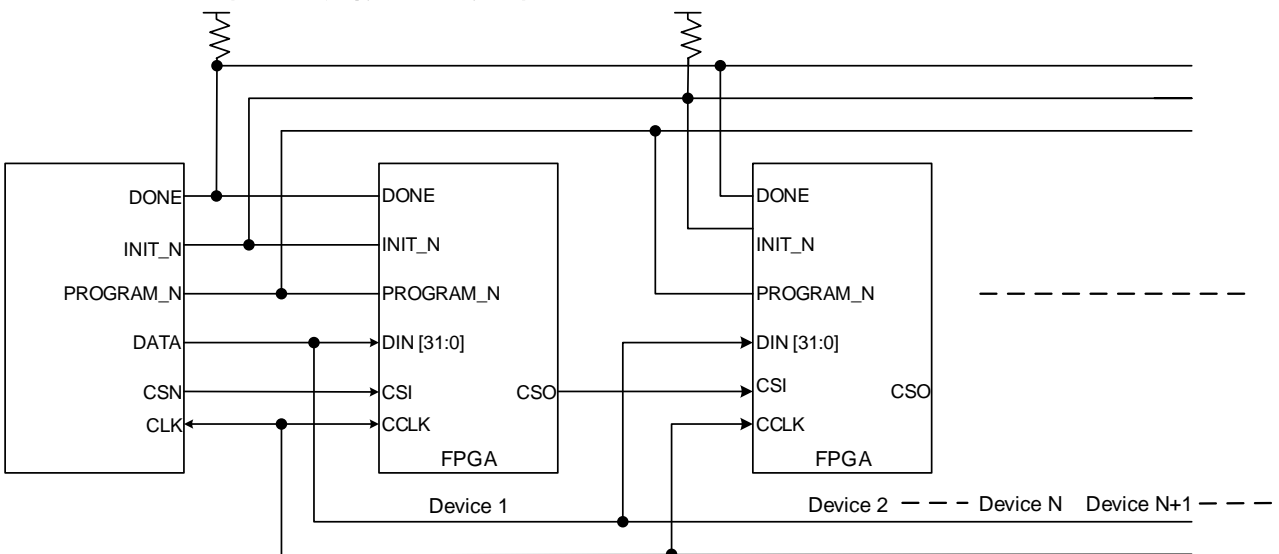 DONE
INIT_N
PROGRAM_N
DATA
CSN
CLK
DONE
INIT_N
PROGRAM_N
DIN [31:0]
CSI
CSO
CCLK
FPGA
DONE
INIT_N
PROGRAM_N
DIN [31:0]
CSI
CSO
CCLK
FPGA
Device 1
Device 2
Device N
Device N+1